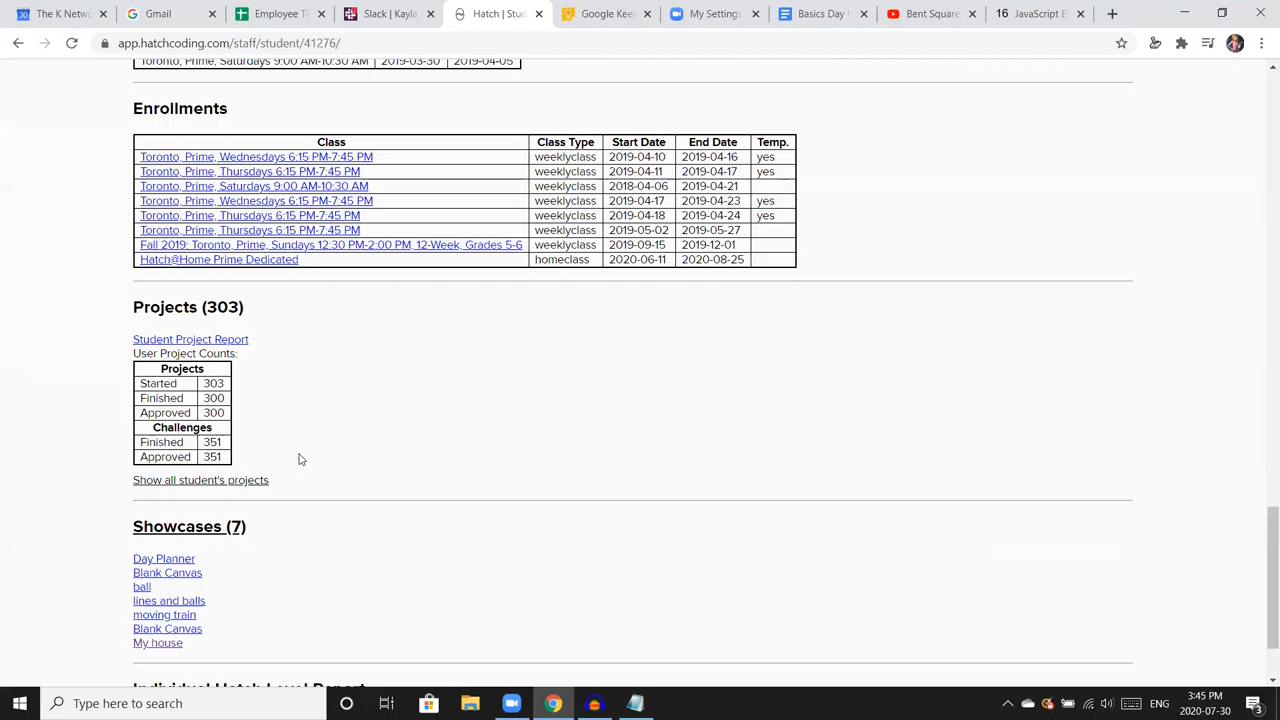 The K Netw
Gmail
Employee Ti
Slack | Kayla
Hatch | Stud
Google Keep
My Settings
Basics Day
Bent Square
16 JavaScript E
app.hatchcoding.com/staff/student/41276/
Toronto, Prime, Saturdays 9:00 AM-10:30 AM 2019-03-30 2019-04-05
Enrollments
Class Class Type Start Date End Date Temp.
Toronto, Prime, Wednesdays 6:15 PM-7:45 PM weeklyclass 2019-04-10 2019-04-16 yes
Toronto, Prime, Thursdays 6:15 PM-7:45 PM weeklyclass 2019-04-11 2019-04-17 yes
Toronto, Prime, Saturdays 9:00 AM-10:30 AM weeklyclass 2018-04-06 2019-04-21
Toronto, Prime, Wednesdays 6:15 PM-7:45 PM weeklyclass 2019-04-17 2019-04-23 yes
Toronto, Prime, Thursdays 6:15 PM-7:45 PM weeklyclass 2019-04-18 2019-04-24 yes
Toronto, Prime, Thursdays 6:15 PM-7:45 PM weeklyclass 2019-05-02 2019-05-27
Fall 2019: Toronto, Prime, Sundays 12:30 PM-2:00 PM, 12-Week, Grades 5-6 weeklyclass 2019-09-15 2019-12-01
Hatch@Home Prime Dedicated homeclass 2020-06-11 2020-08-25
Projects (303)
Student Project Report
User Project Counts:
Projects
Started 303
Finished 300
Approved 300
Challenges
Finished 351
Approved 351
Show all student's projects
Showcases (7)
Day Planner
Blank Canvas
ball
lines and balls
moving train
Blank Canvas
My house
Individual Hatch Level Report
Type here to search
ENG
3:45 PM
2020-07-30
3